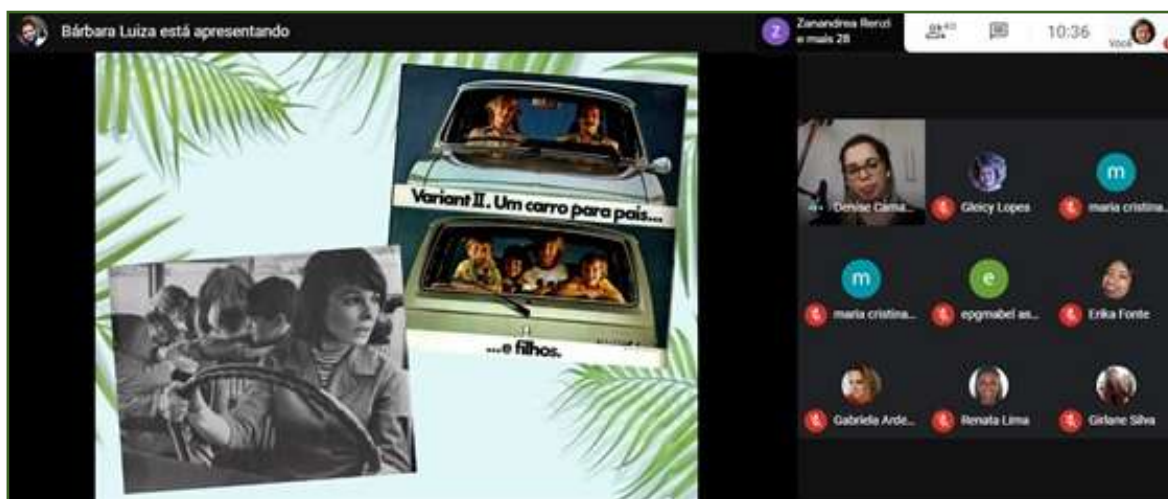 Bárbara Luiza está apresentando
Z
Zanandrea Renzi
e mais 28
40
10:36
Você
Variant II. Um carro para pais...
...e filhos.
Denise Cama...
Gleicy Lopes
m
maria cristina...
m
maria cristina...
e
epgmabel as...
Erika Fonte
Gabriela Arde...
Renata Lima
Girlane Silva